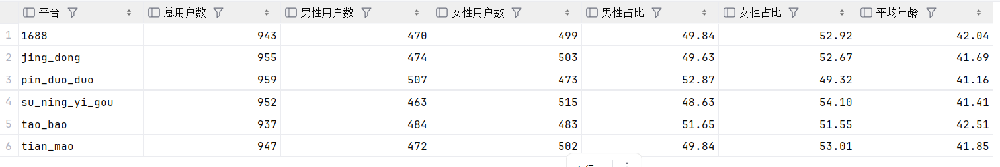 平台 总用户数 男性用户数 女性用户数 男性占比 女性占比 平均年龄
1 1688 943 470 499 49.84 52.92 42.04
2 jing_dong 955 474 503 49.63 52.67 41.69
3 pin_duo_duo 959 507 473 52.87 49.32 41.16
4 su_ning_yi_gou 952 463 515 48.63 54.10 41.41
5 tao_bao 937 484 483 51.65 51.55 42.51
6 tian_mao 947 472 502 49.84 53.01 41.85